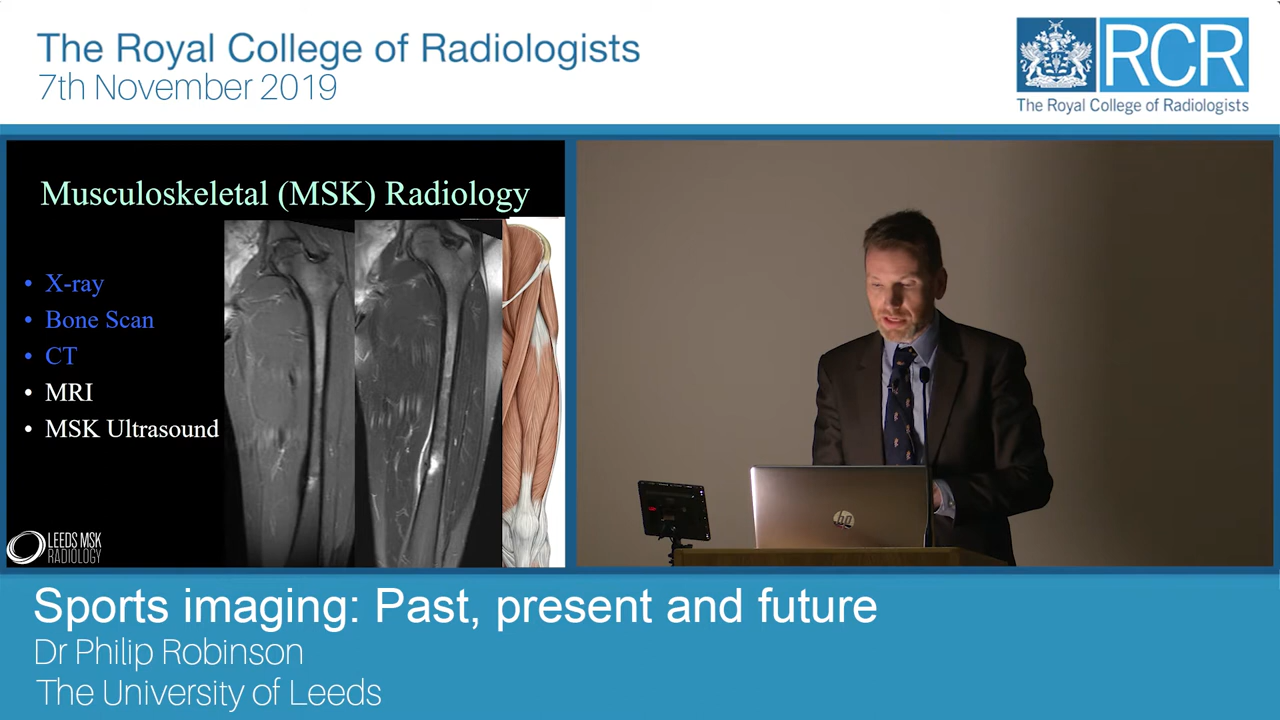 The Royal College of Radiologists
7th November 2019
RCR
The Royal College of Radiologists
Musculoskeletal (MSK) Radiology
• X-ray
• Bone Scan
• CT
• MRI
• MSK Ultrasound
LEEDS MSK
RADIOLOGY
hp
Sports imaging: Past, present and future
Dr Philip Robinson
The University of Leeds